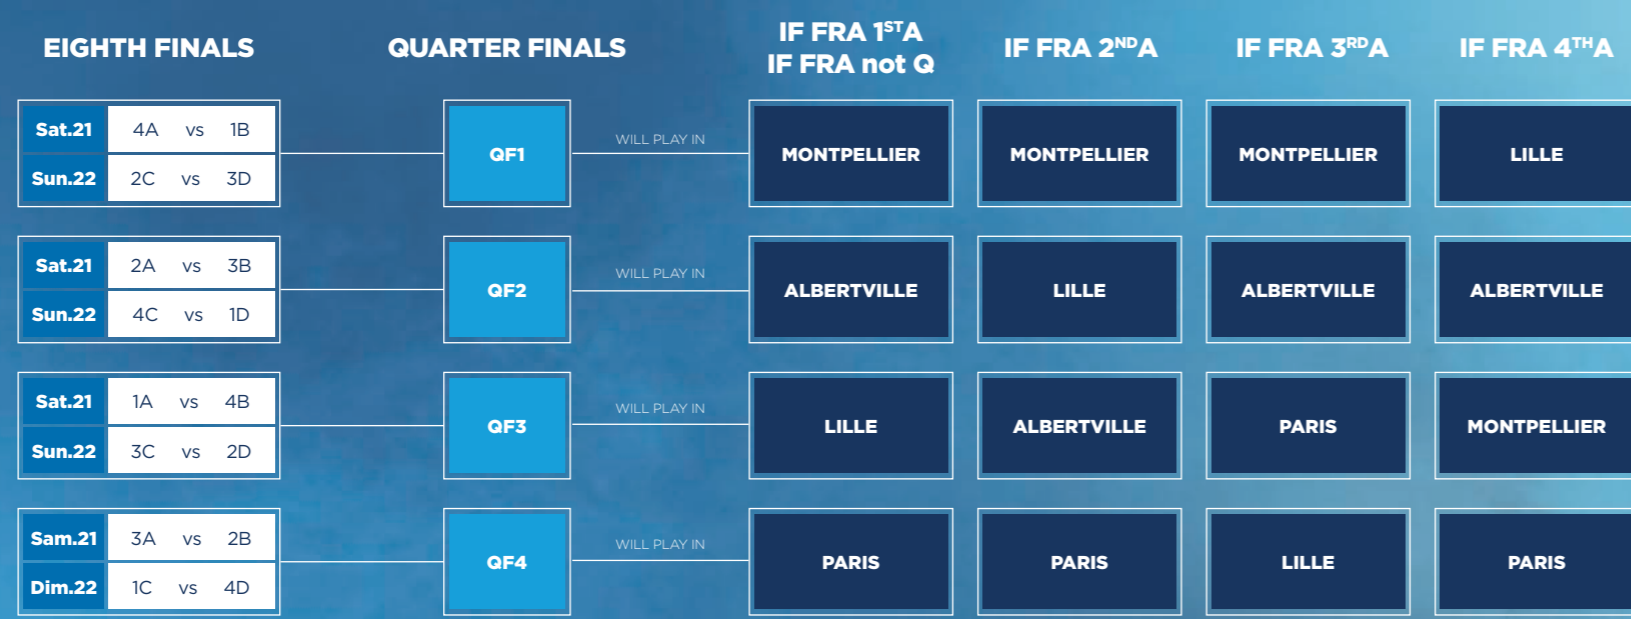 EIGHTH FINALS
QUARTER FINALS
IF FRA 1STA
IF FRA not Q
IF FRA 2NDA
IF FRA 3RDA
IF FRA 4THA
Sat.21 4A vs 1B
Sun.22 2C vs 3D
QF1
WILL PLAY IN
MONTPELLIER
MONTPELLIER
MONTPELLIER
LILLE
Sat.21 2A vs 3B
Sun.22 4C vs 1D
QF2
WILL PLAY IN
ALBERTVILLE
LILLE
ALBERTVILLE
ALBERTVILLE
Sat.21 1A vs 4B
Sun.22 3C vs 2D
QF3
WILL PLAY IN
LILLE
ALBERTVILLE
PARIS
MONTPELLIER
Sam.21 3A vs 2B
Dim.22 1C vs 4D
QF4
WILL PLAY IN
PARIS
PARIS
LILLE
PARIS